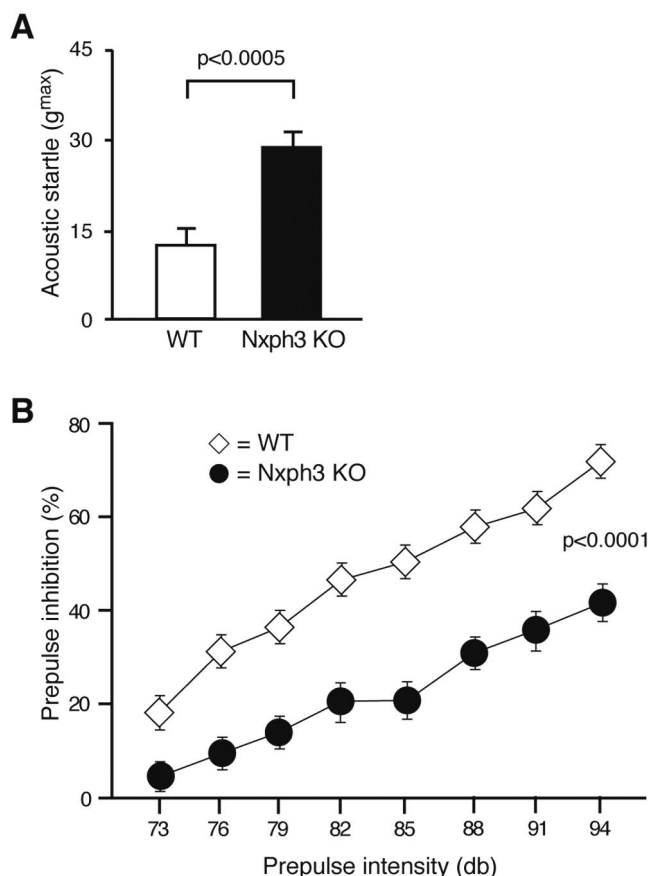 A
45
30
15
0
Acoustic startle (gmax)
p<0.0005
WT
Nxph3 KO
B
80
60
40
20
0
Prepulse inhibition (%)
= WT
= Nxph3 KO
p<0.0001
73 76 79 82 85 88 91 94
Prepulse intensity (db)